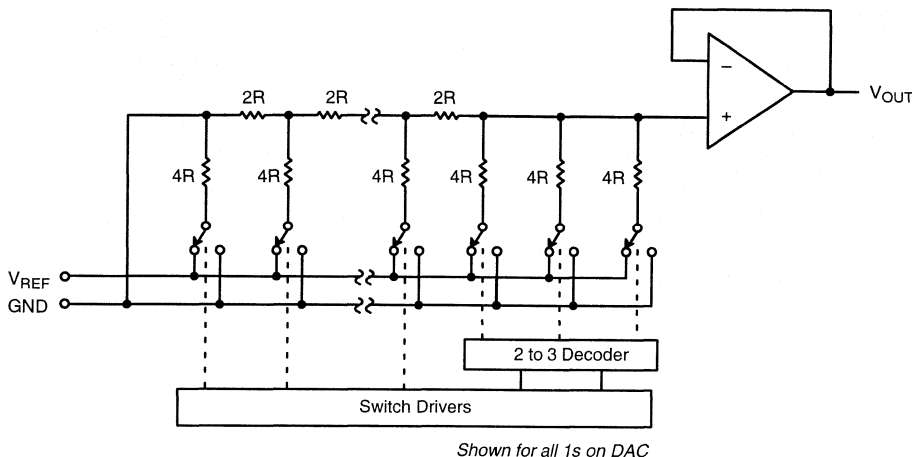 2R 2R 2R
− + V_OUT
4R 4R 4R 4R 4R
V_REF
GND
2 to 3 Decoder
Switch Drivers
Shown for all 1s on DAC